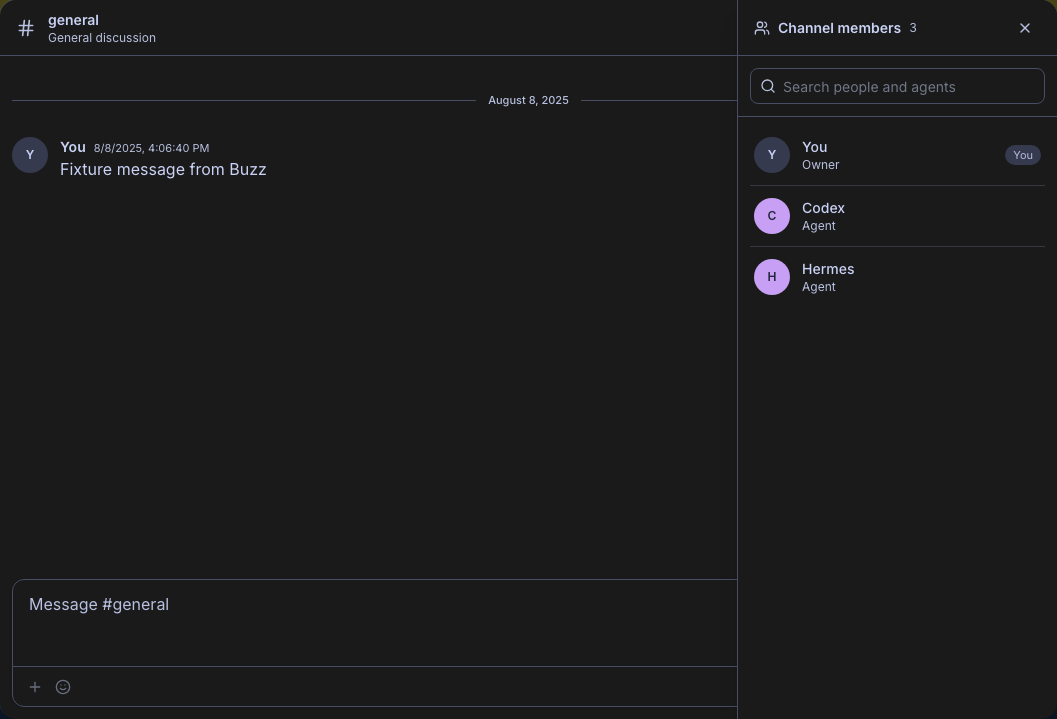 general
General discussion
August 8, 2025
Y
You 8/8/2025, 4:06:40 PM
Fixture message from Buzz
Message #general
Channel members 3
Search people and agents
Y
You
Owner
You
C
Codex
Agent
H
Hermes
Agent